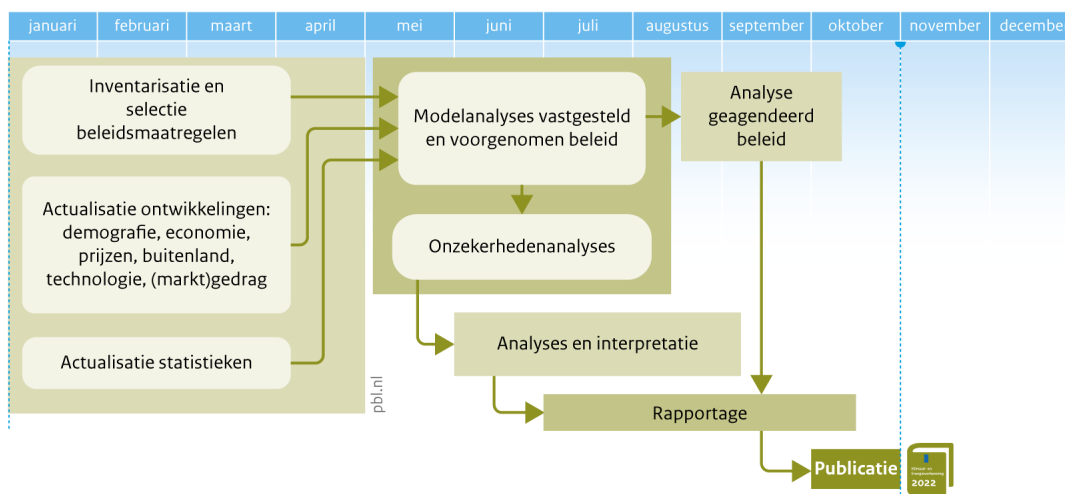 januari februari maart april mei juni juli augustus september oktober november december
Inventarisatie en
selectie
beleidsmaatregelen
Actualisatie ontwikkelingen:
demografie, economie,
prijzen, buitenland,
technologie, (markt)gedrag
Actualisatie statistieken
pbl.nl
Modelanalyses vastgesteld
en voorgenomen beleid
Onzekerhedenanalyses
Analyse
geagendeerd
beleid
Analyses en interpretatie
Rapportage
Publicatie
2022